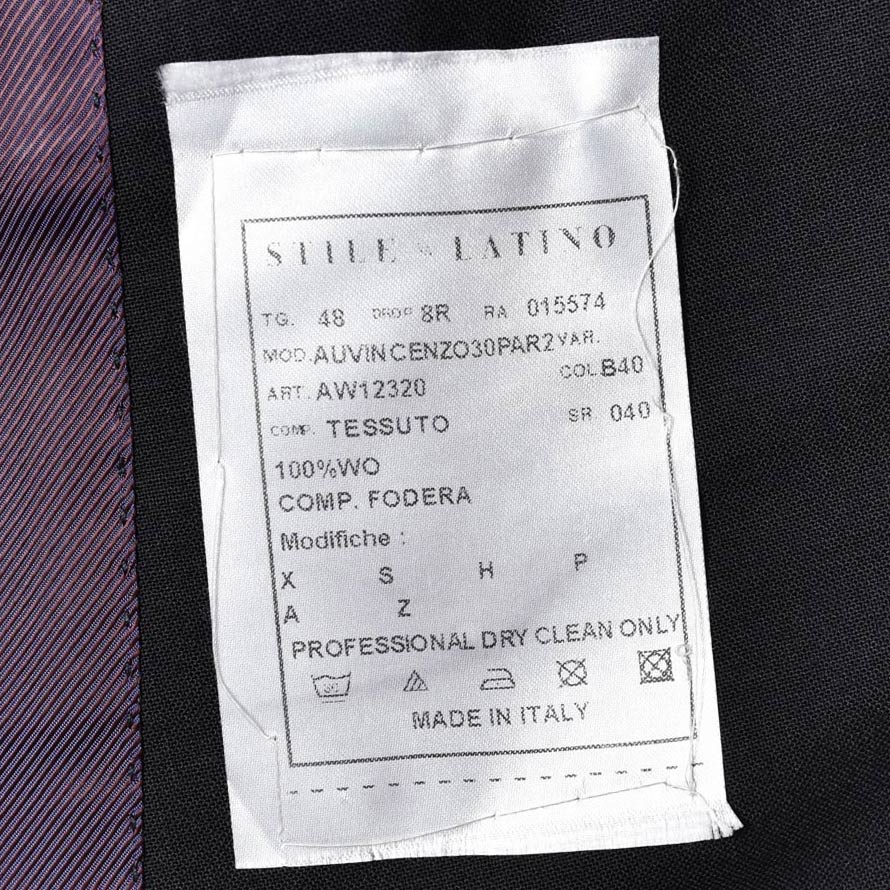 STILE LATINO
TG. 48 DROP 8R RA 015574
MOD. AUVINCENZO30PAR2 VAR.
ART. AW12320 COL B40
COMP. TESSUTO SR 040
100%WO
COMP. FODERA
Modifiche :
X S H P
A Z
PROFESSIONAL DRY CLEAN ONLY
MADE IN ITALY